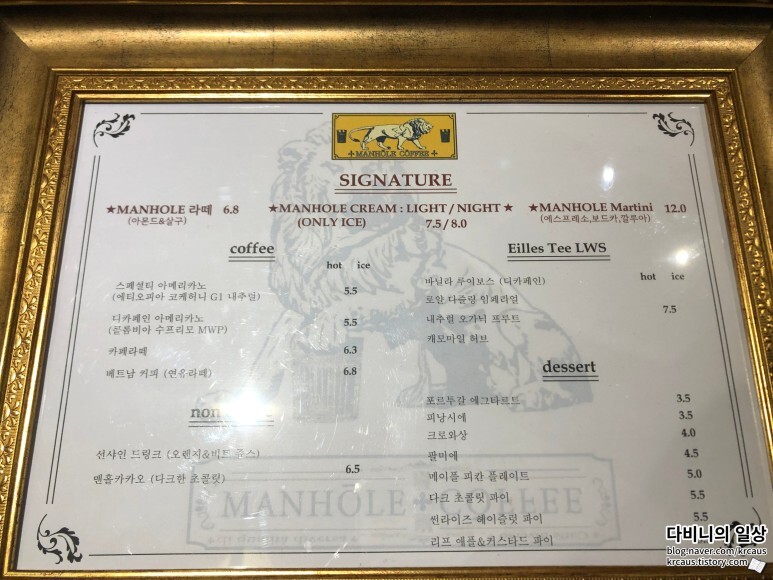 MANHOLE COFFEE
SIGNATURE
★MANHOLE 라떼 6.8
(아몬드&살구)
★MANHOLE CREAM : LIGHT / NIGHT ★
(ONLY ICE) 7.5 / 8.0
★MANHOLE Martini 12.0
(에스프레소,보드카,깔루아)
coffee
hot ice
스페셜티 아메리카노
(에티오피아 코케허니 G1 내추럴) 5.5
디카페인 아메리카노
(콜롬비아 수프리모 MWP) 5.5
카페라떼 6.3
베트남 커피 (연유라떼) 6.8
non
선샤인 드링크 (오렌지&비트 쥬스)
맨홀카카오 (다크한 초콜릿) 6.5
Eilles Tee LWS
hot ice
바닐라 루이보스 (디카페인)
로얄 다즐링 임페리얼
7.5
내추럴 오가닉 프루트
캐모마일 허브
dessert
포르투갈 에그타르트 3.5
피낭시에 3.5
크로와상 4.0
팔미에 4.5
메이플 피칸 플레이트 5.0
다크 초콜릿 파이 5.5
썬라이즈 헤이즐럿 파이 5.5
리프 애플&커스타드 파이
MANHOLE COFFEE
다비니의 일상
blog.naver.com/krcaus
krcaus.tistory.com